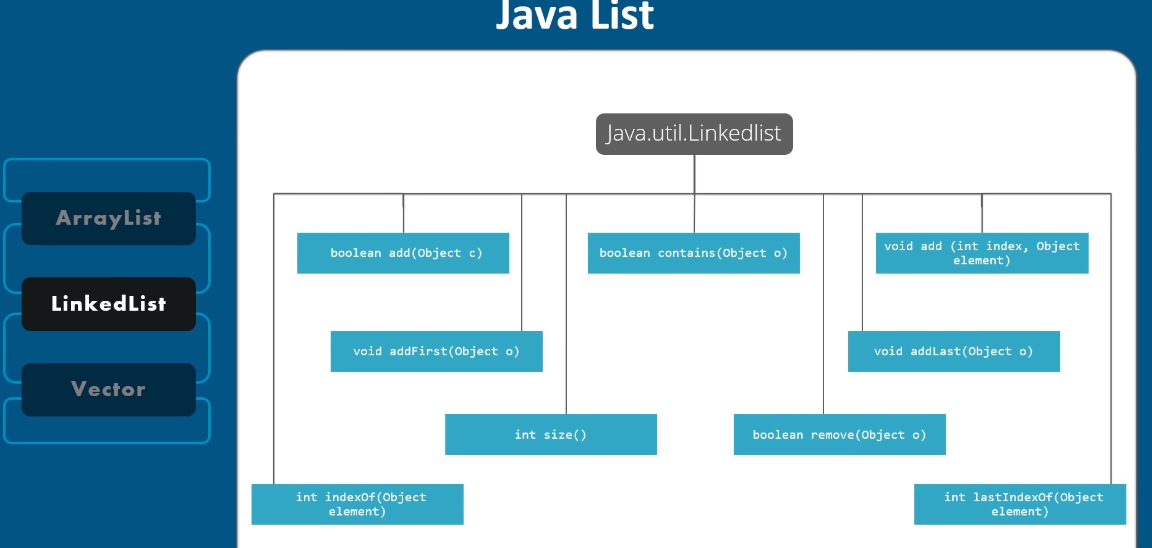 Java List
ArrayList
LinkedList
Vector
Java.util.Linkedlist
boolean add(Object c)
boolean contains(Object o)
void add (int index, Object
element)
void addFirst(Object o)
void addLast(Object o)
int size()
boolean remove(Object o)
int indexOf(Object
element)
int lastIndexOf(Object
element)